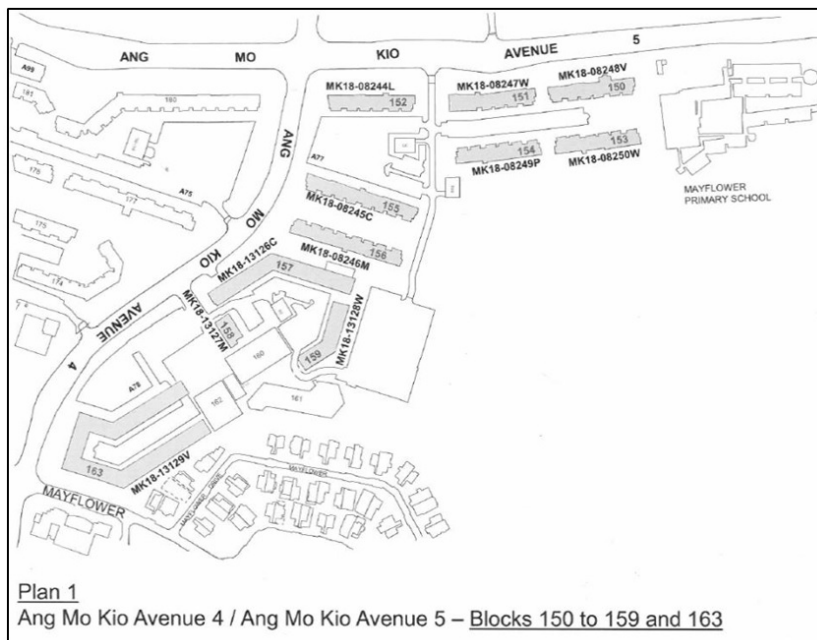 ANG MO KIO AVENUE 5
A99
181
180
MK18-08244L
152
MK18-08247W
151
MK18-08248V
150
ANG MO KIO AVENUE 4
A77
154
MK18-08249P
153
MK18-08250W
MAYFLOWER
PRIMARY SCHOOL
176
A75
177
155
MK18-08245C
156
MK18-08246M
175
174
MK18-13126C
157
MK18-13127M
158
MK18-13128W
159
160
A78
162
161
163
MK18-13129V
MAYFLOWER
MAYFLOWER
Plan 1
Ang Mo Kio Avenue 4 / Ang Mo Kio Avenue 5 – Blocks 150 to 159 and 163